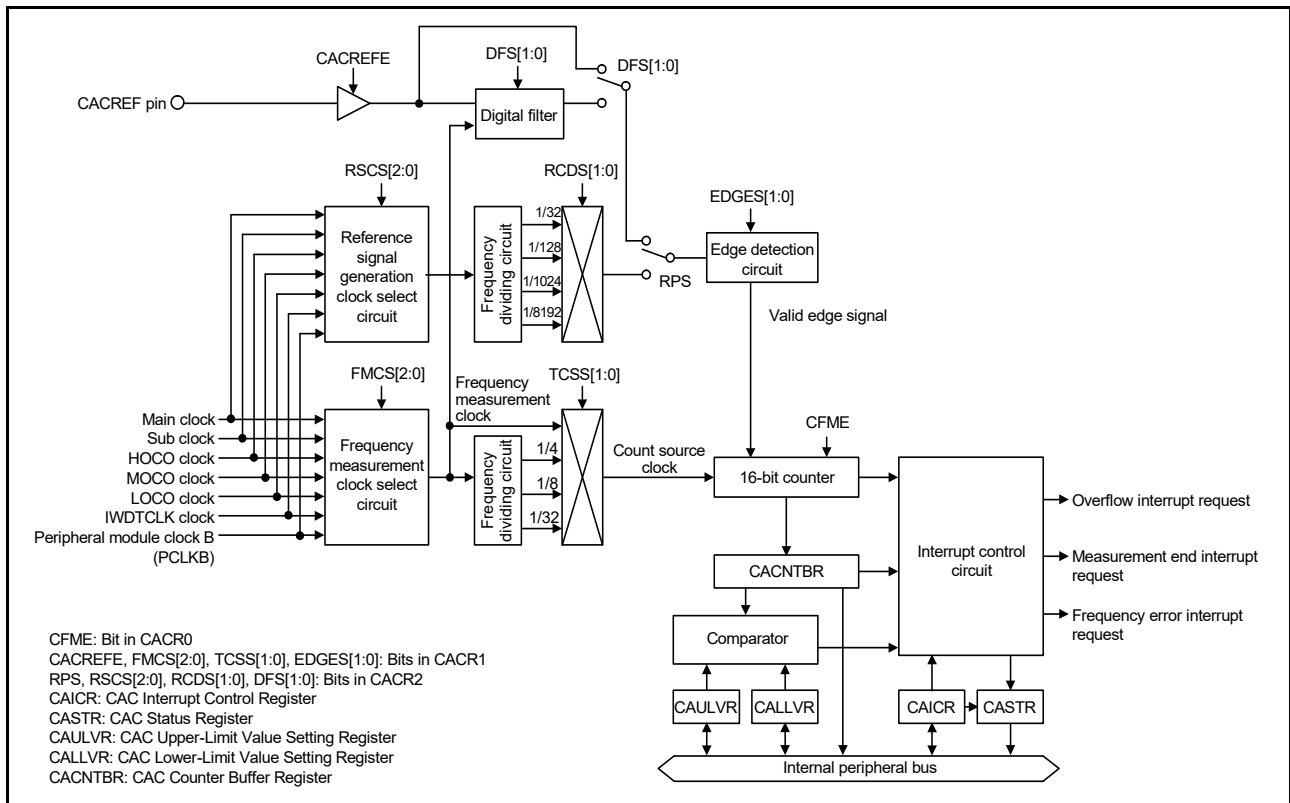 CACREFE
DFS[1:0]
DFS[1:0]
CACREF pin
Digital filter
RSCS[2:0]
RCDS[1:0]
EDGES[1:0]
Reference
signal
generation
clock select
circuit
Frequency
dividing circuit
1/32
1/128
1/1024
1/8192
RPS
Edge detection
circuit
Valid edge signal
FMCS[2:0]
Frequency
measurement
clock
TCSS[1:0]
CFME
Main clock
Sub clock
HOCO clock
MOCO clock
LOCO clock
IWDTCLK clock
Peripheral module clock B
(PCLKB)
Frequency
measurement
clock select
circuit
Frequency
dividing circuit
1/4
1/8
1/32
Count source
clock
16-bit counter
Interrupt control
circuit
Overflow interrupt request
Measurement end interrupt
request
Frequency error interrupt
request
CACNTBR
Comparator
CAULVR
CALLVR
CAICR
CASTR
Internal peripheral bus
CFME: Bit in CACR0
CACREFE, FMCS[2:0], TCSS[1:0], EDGES[1:0]: Bits in CACR1
RPS, RSCS[2:0], RCDS[1:0], DFS[1:0]: Bits in CACR2
CAICR: CAC Interrupt Control Register
CASTR: CAC Status Register
CAULVR: CAC Upper-Limit Value Setting Register
CALLVR: CAC Lower-Limit Value Setting Register
CACNTBR: CAC Counter Buffer Register